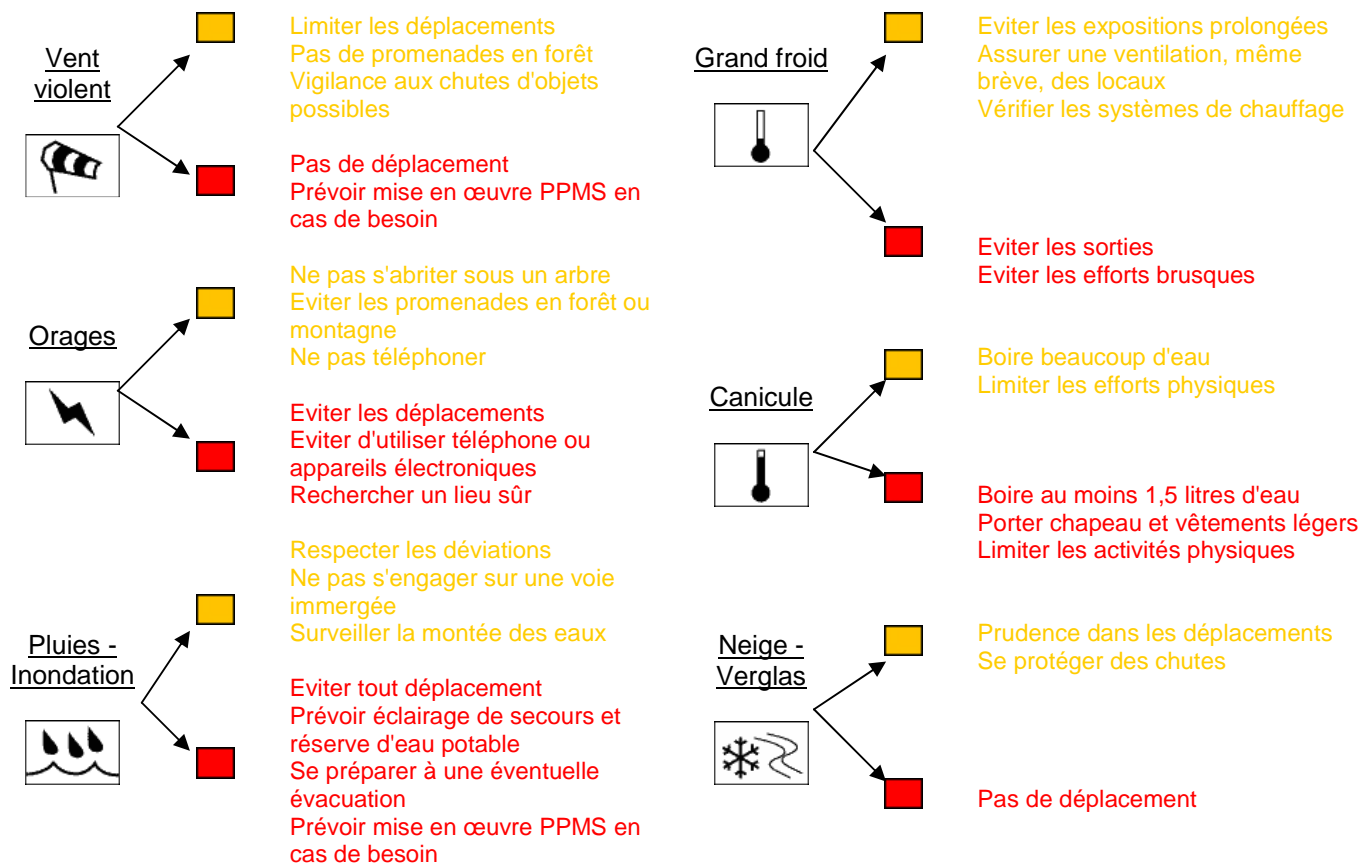 Vent
violent
Limiter les déplacements
Pas de promenades en forêt
Vigilance aux chutes d'objets
possibles
Pas de déplacement
Prévoir mise en œuvre PPMS en
cas de besoin
Orages
Ne pas s'abriter sous un arbre
Eviter les promenades en forêt ou
montagne
Ne pas téléphoner
Eviter les déplacements
Eviter d'utiliser téléphone ou
appareils électroniques
Rechercher un lieu sûr
Pluies -
Inondation
Respecter les déviations
Ne pas s'engager sur une voie
immergée
Surveiller la montée des eaux
Eviter tout déplacement
Prévoir éclairage de secours et
réserve d'eau potable
Se préparer à une éventuelle
évacuation
Prévoir mise en œuvre PPMS en
cas de besoin
Grand froid
Eviter les expositions prolongées
Assurer une ventilation, même
brève, des locaux
Vérifier les systèmes de chauffage
Eviter les sorties
Eviter les efforts brusques
Canicule
Boire beaucoup d'eau
Limiter les efforts physiques
Boire au moins 1,5 litres d'eau
Porter chapeau et vêtements légers
Limiter les activités physiques
Neige -
Verglas
Prudence dans les déplacements
Se protéger des chutes
Pas de déplacement